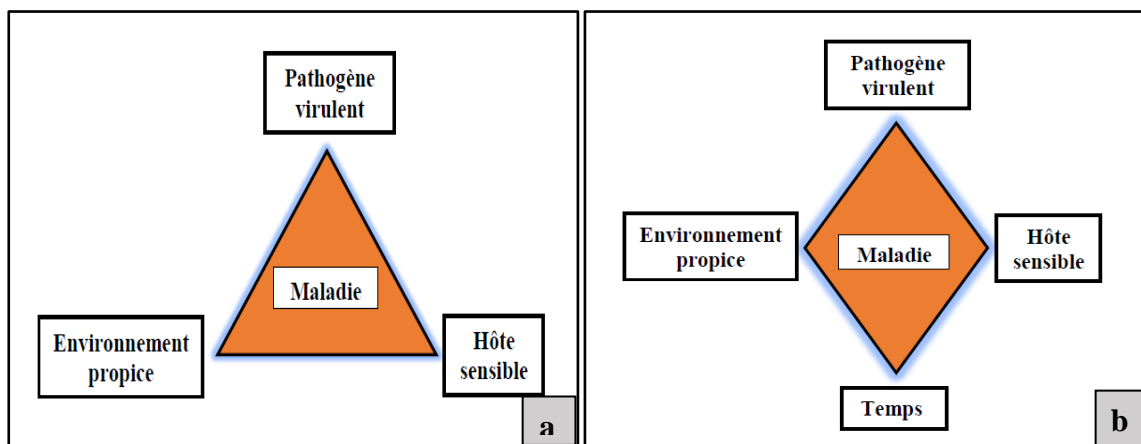 Pathogène
virulent
Maladie
Environnement
propice
Hôte
sensible
a
Pathogène
virulent
Environnement
propice
Maladie
Hôte
sensible
Temps
b